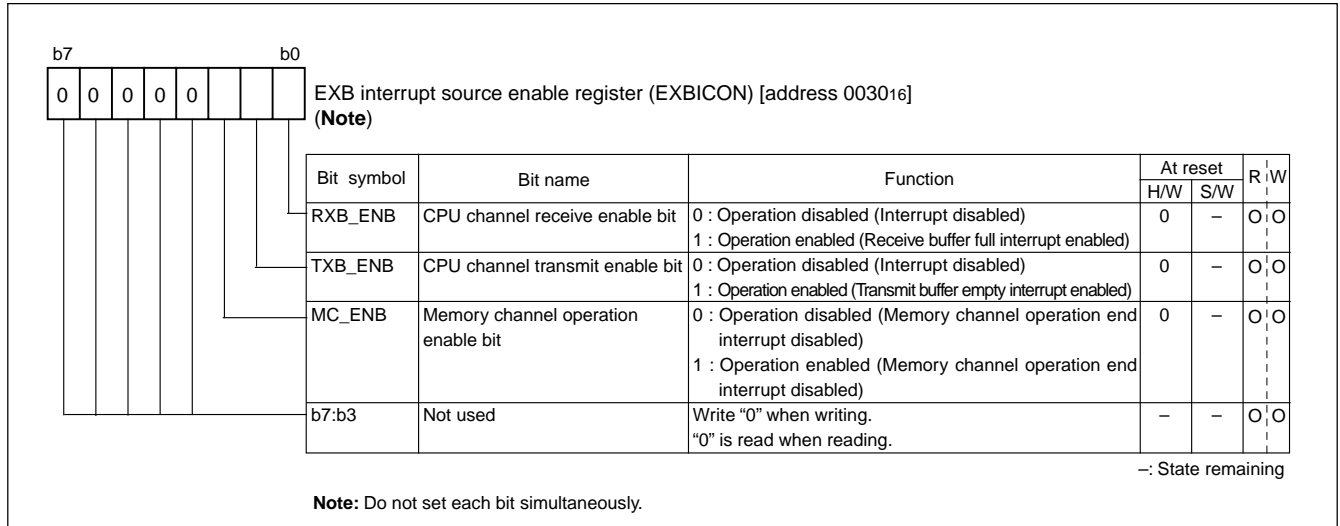 b7 b0
0 0 0 0 0
EXB interrupt source enable register (EXBICON) [address 003016]
(Note)
Bit symbol Bit name Function At reset R W
H/W S/W
RXB_ENB CPU channel receive enable bit 0 : Operation disabled (Interrupt disabled) 0 – O O
1 : Operation enabled (Receive buffer full interrupt enabled)
TXB_ENB CPU channel transmit enable bit 0 : Operation disabled (Interrupt disabled) 0 – O O
1 : Operation enabled (Transmit buffer empty interrupt enabled)
MC_ENB Memory channel operation 0 : Operation disabled (Memory channel operation end 0 – O O
enable bit interrupt disabled)
1 : Operation enabled (Memory channel operation end
interrupt disabled)
b7:b3 Not used Write “0” when writing. – – O O
“0” is read when reading.
–: State remaining
Note: Do not set each bit simultaneously.